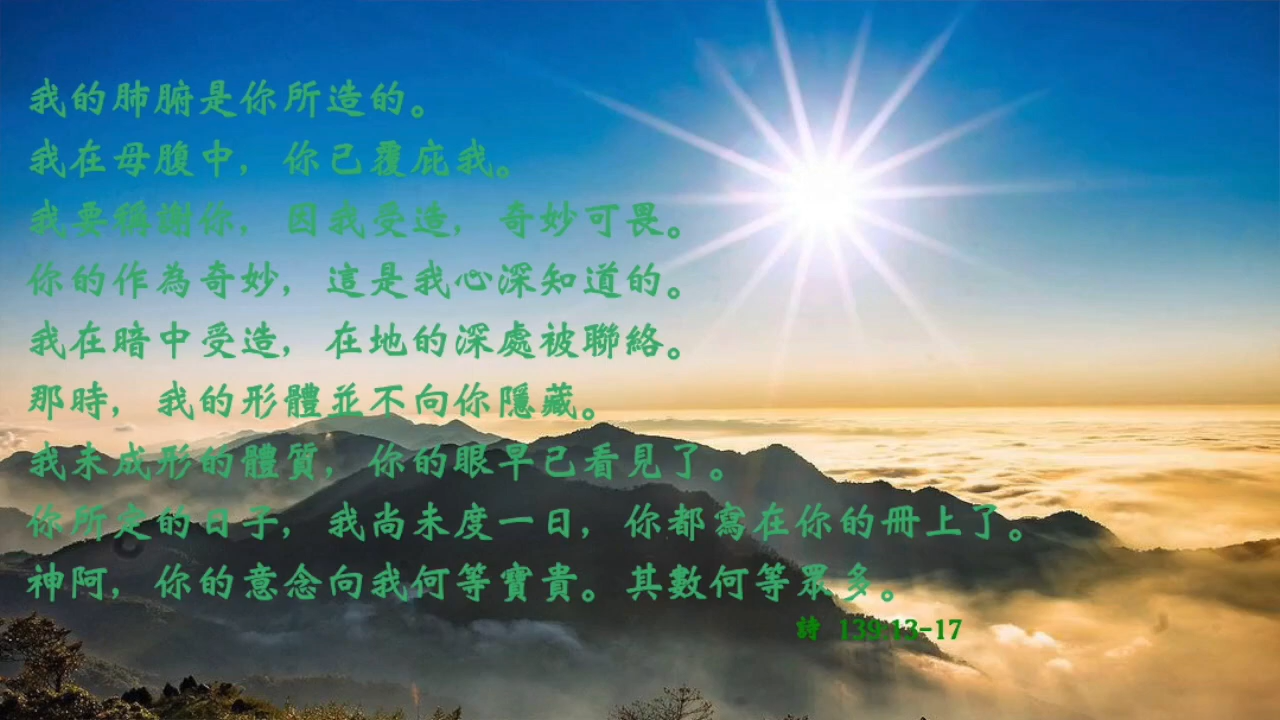 我的肺腑是你所造的。
我在母腹中，你已覆庇我。
我要稱謝你，因我受造，奇妙可畏。
你的作為奇妙，這是我心深知道的。
我在暗中受造，在地的深處被聯絡。
那時，我的形體並不向你隱藏。
我未成形的體質，你的眼早已看見了。
你所定的日子，我尚未度一日，你都寫在你的冊上了。
神阿，你的意念向我何等寶貴。其數何等眾多。
詩 139:13-17